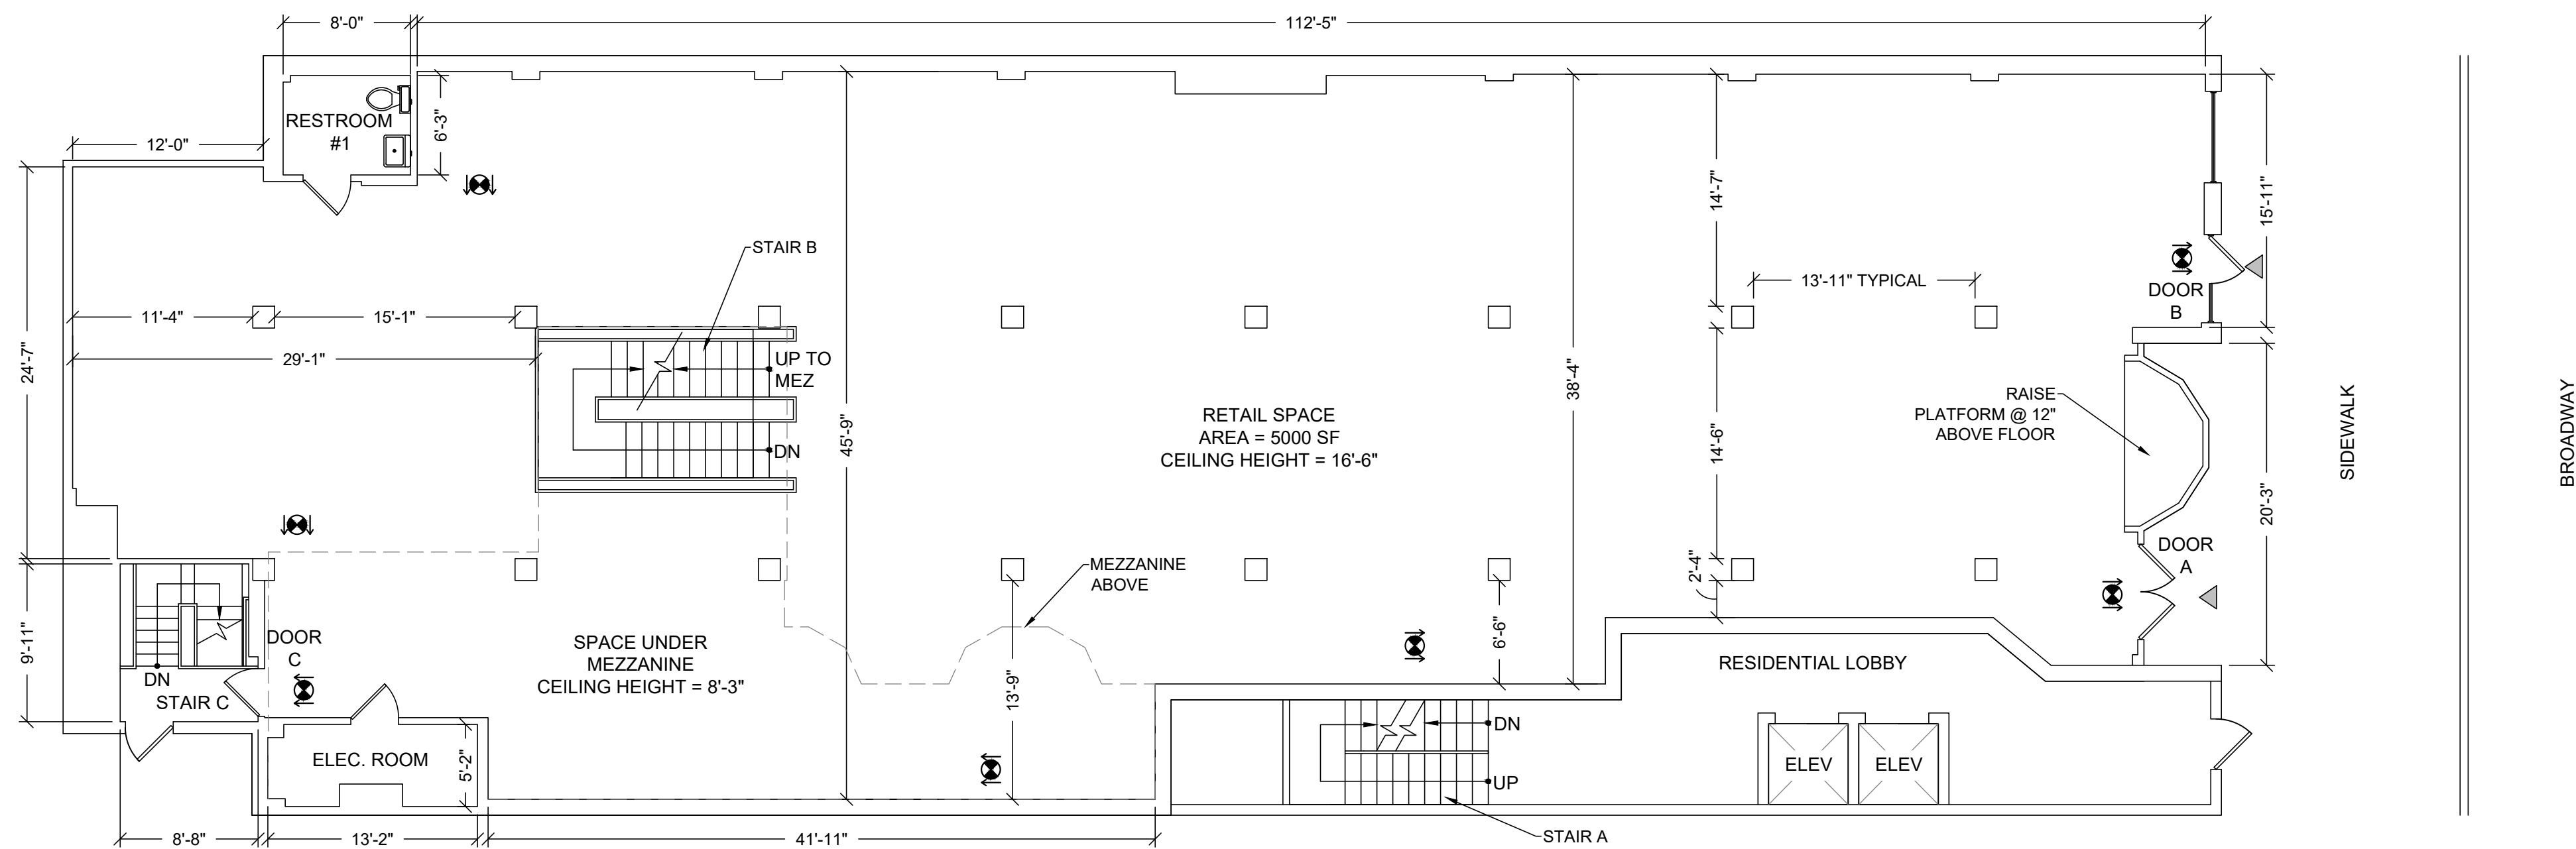 8'-0"
112'-5"
RESTROOM
#1
6'-3"
12'-0"
14'-7"
15'-11"
STAIR B
DOOR
B
13'-11" TYPICAL
11'-4"
15'-1"
24'-7"
29'-1"
UP TO
MEZ
38'-4"
45'-9"
RETAIL SPACE
AREA = 5000 SF
CEILING HEIGHT = 16'-6"
14'-6"
RAISE
PLATFORM @ 12"
ABOVE FLOOR
SIDEWALK
BROADWAY
DN
20'-3"
MEZZANINE
ABOVE
2'-4"
DOOR
A
9'-11"
DOOR
C
SPACE UNDER
MEZZANINE
CEILING HEIGHT = 8'-3"
6'-6"
RESIDENTIAL LOBBY
DN
STAIR C
13'-9"
DN
ELEC. ROOM
5'-2"
UP
ELEV
ELEV
8'-8"
13'-2"
41'-11"
STAIR A